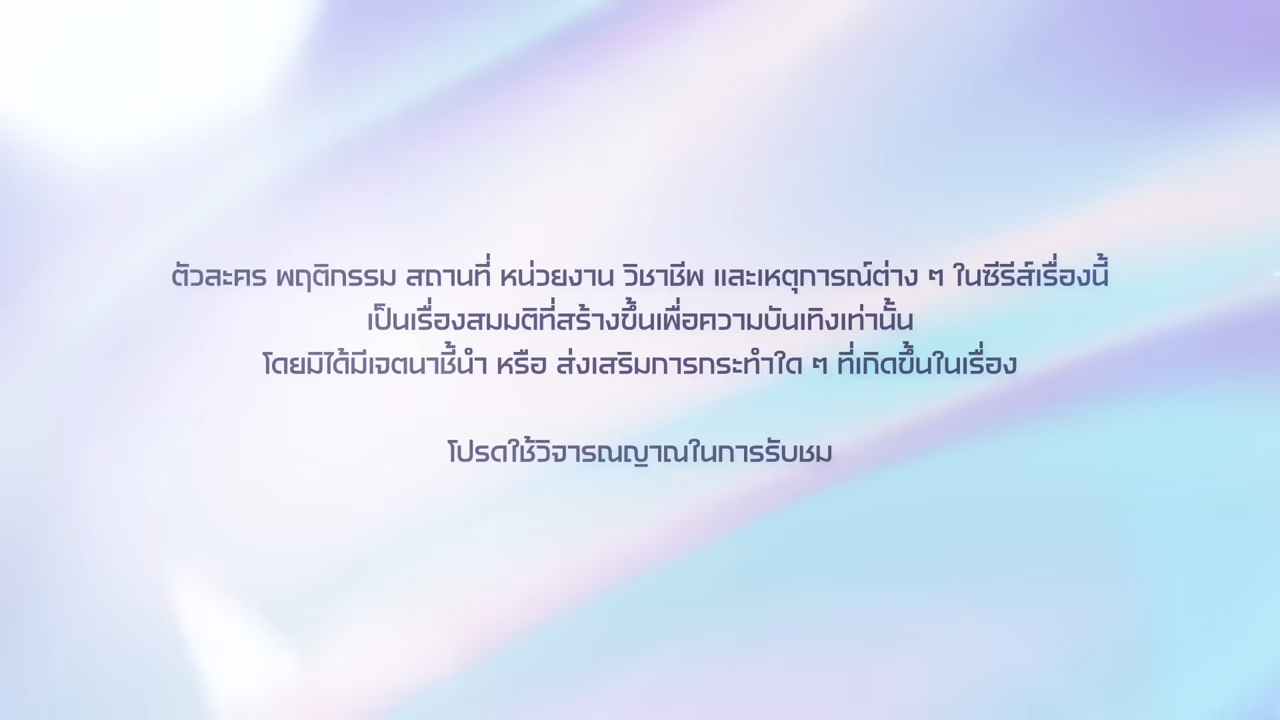 ตัวละคร พฤติกรรม สถานที่ หน่วยงาน วิชาชีพ และเหตุการณ์ต่าง ๆ ในซีรีส์เรื่องนี้
เป็นเรื่องสมมติที่สร้างขึ้นเพื่อความบันเทิงเท่านั้น
โดยมิได้มีเจตนาชี้นำ หรือ ส่งเสริมการกระทำใด ๆ ที่เกิดขึ้นในเรื่อง
โปรดใช้วิจารณญาณในการรับชม